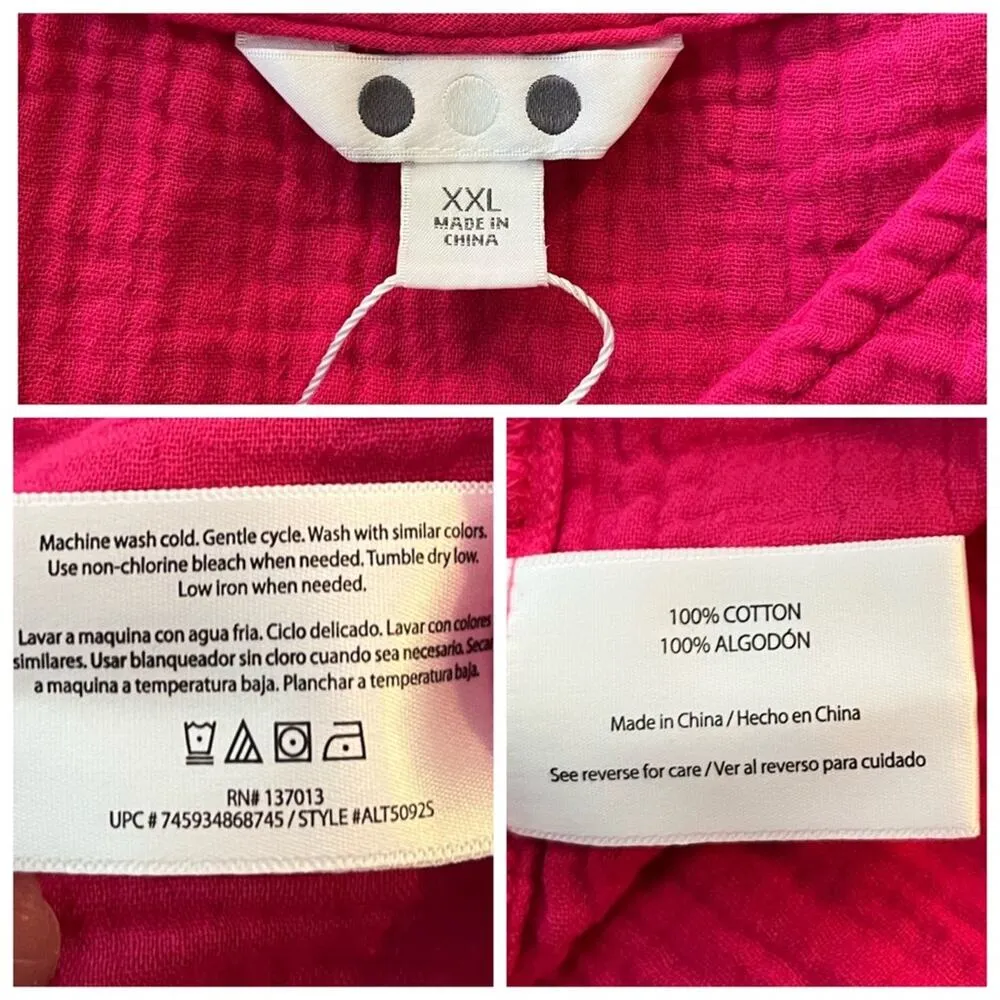 XXL
MADE IN
CHINA
Machine wash cold. Gentle cycle. Wash with similar colors.
Use non-chlorine bleach when needed. Tumble dry low.
Low iron when needed.
Lavar a maquina con agua fria. Ciclo delicado. Lavar con colores
similares. Usar blanqueador sin cloro cuando sea necesario. Secar
a maquina a temperatura baja. Planchar a temperatura baja.
RN# 137013
UPC # 745934868745 / STYLE #ALT5092S
100% COTTON
100% ALGODÓN
Made in China / Hecho en China
See reverse for care / Ver al reverso para cuidado